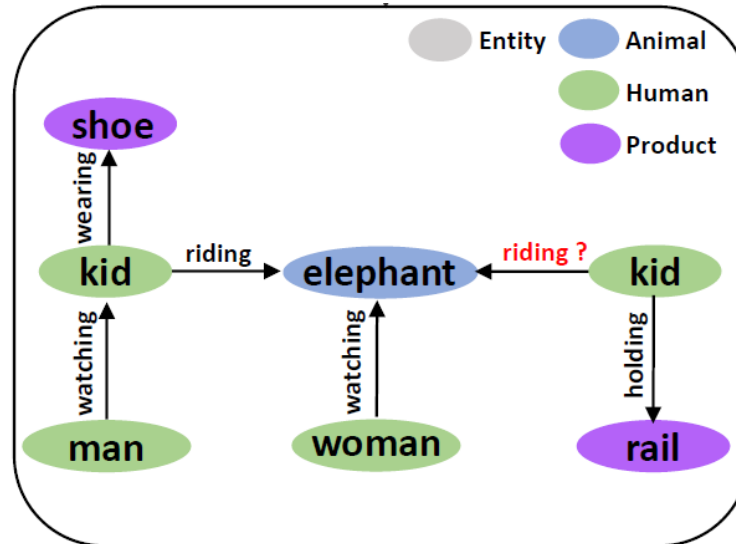 Entity
Animal
Human
Product
shoe
wearing
kid
riding
elephant
riding ?
kid
watching
watching
holding
man
woman
rail